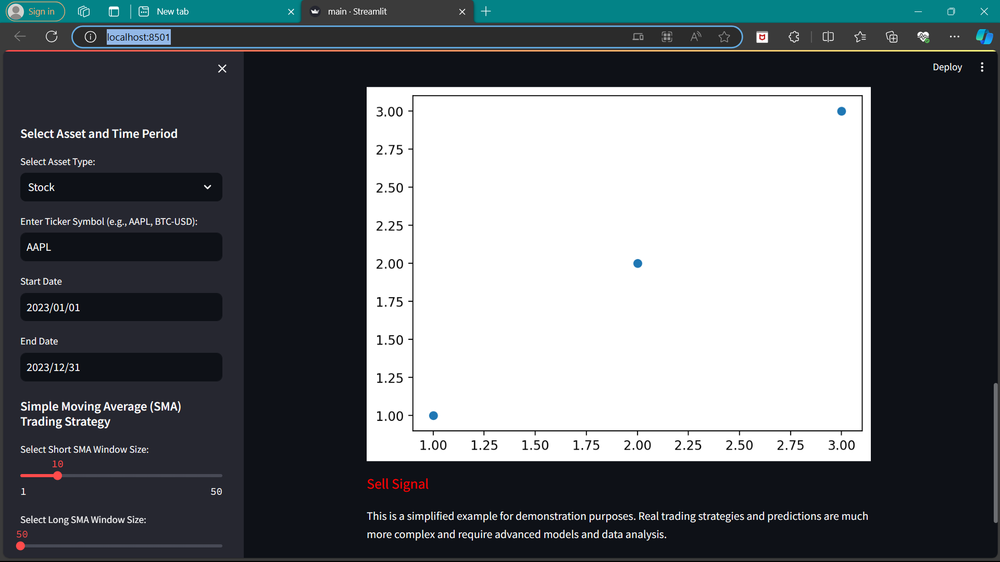 Sign in
New tab
main · Streamlit
localhost:8501
Deploy
Select Asset and Time Period
Select Asset Type:
Stock
Enter Ticker Symbol (e.g., AAPL, BTC-USD):
AAPL
Start Date
2023/01/01
End Date
2023/12/31
Simple Moving Average (SMA)
Trading Strategy
Select Short SMA Window Size:
10
1 50
Select Long SMA Window Size:
50
3.00
2.75
2.50
2.25
2.00
1.75
1.50
1.25
1.00
1.00 1.25 1.50 1.75 2.00 2.25 2.50 2.75 3.00
Sell Signal
This is a simplified example for demonstration purposes. Real trading strategies and predictions are much
more complex and require advanced models and data analysis.